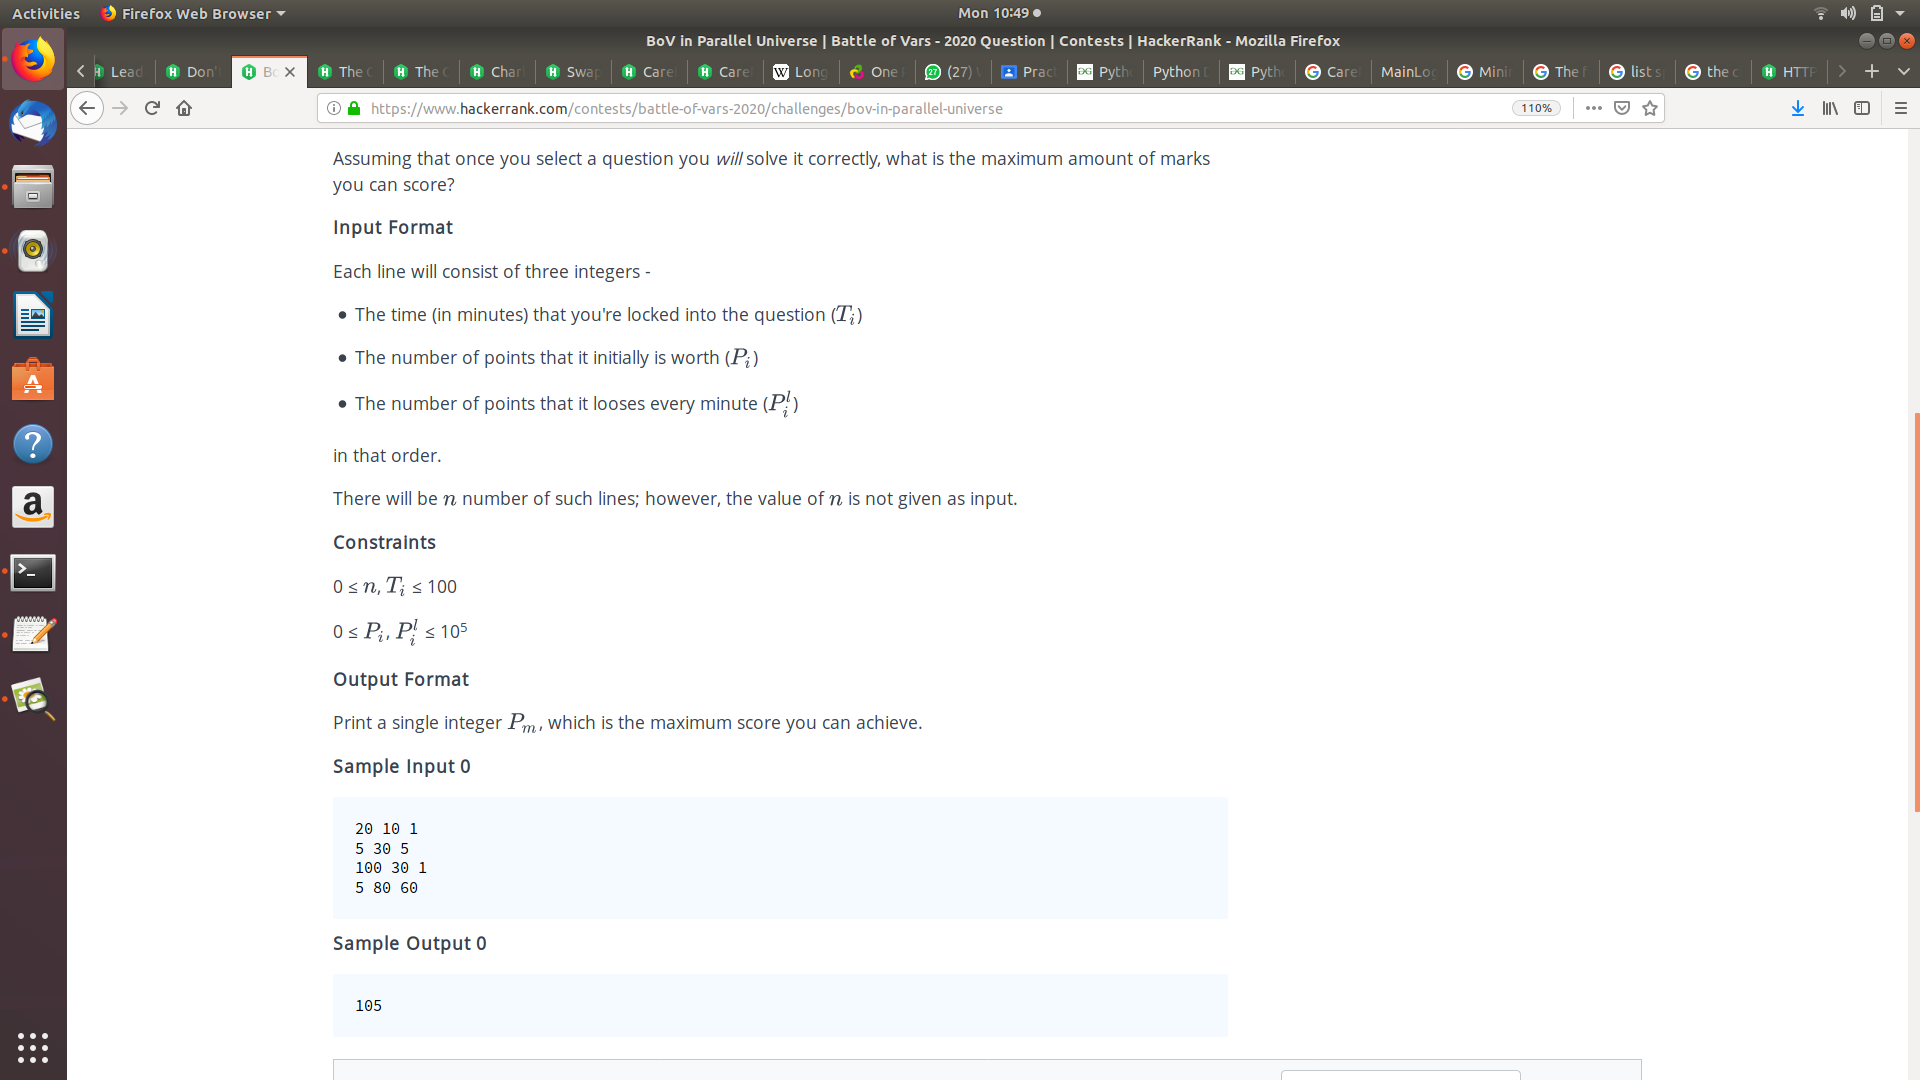 Activities Firefox Web Browser Mon 10:49
BoV in Parallel Universe | Battle of Vars - 2020 Question | Contests | HackerRank - Mozilla Firefox
Lead Don' Bo The C The C Char Swap Care Care Long One (27) Prac Pyth Python D Pyth Care MainLog Mini The f list s the c HTTP
https://www.hackerrank.com/contests/battle-of-vars-2020/challenges/bov-in-parallel-universe 110%
Assuming that once you select a question you will solve it correctly, what is the maximum amount of marks
you can score?
Input Format
Each line will consist of three integers -
• The time (in minutes) that you're locked into the question (T_i)
• The number of points that it initially is worth (P_i)
• The number of points that it looses every minute (P_i^l)
in that order.
There will be n number of such lines; however, the value of n is not given as input.
Constraints
0 ≤ n, T_i ≤ 100
0 ≤ P_i, P_i^l ≤ 10^5
Output Format
Print a single integer P_m, which is the maximum score you can achieve.
Sample Input 0
20 10 1
5 30 5
100 30 1
5 80 60
Sample Output 0
105